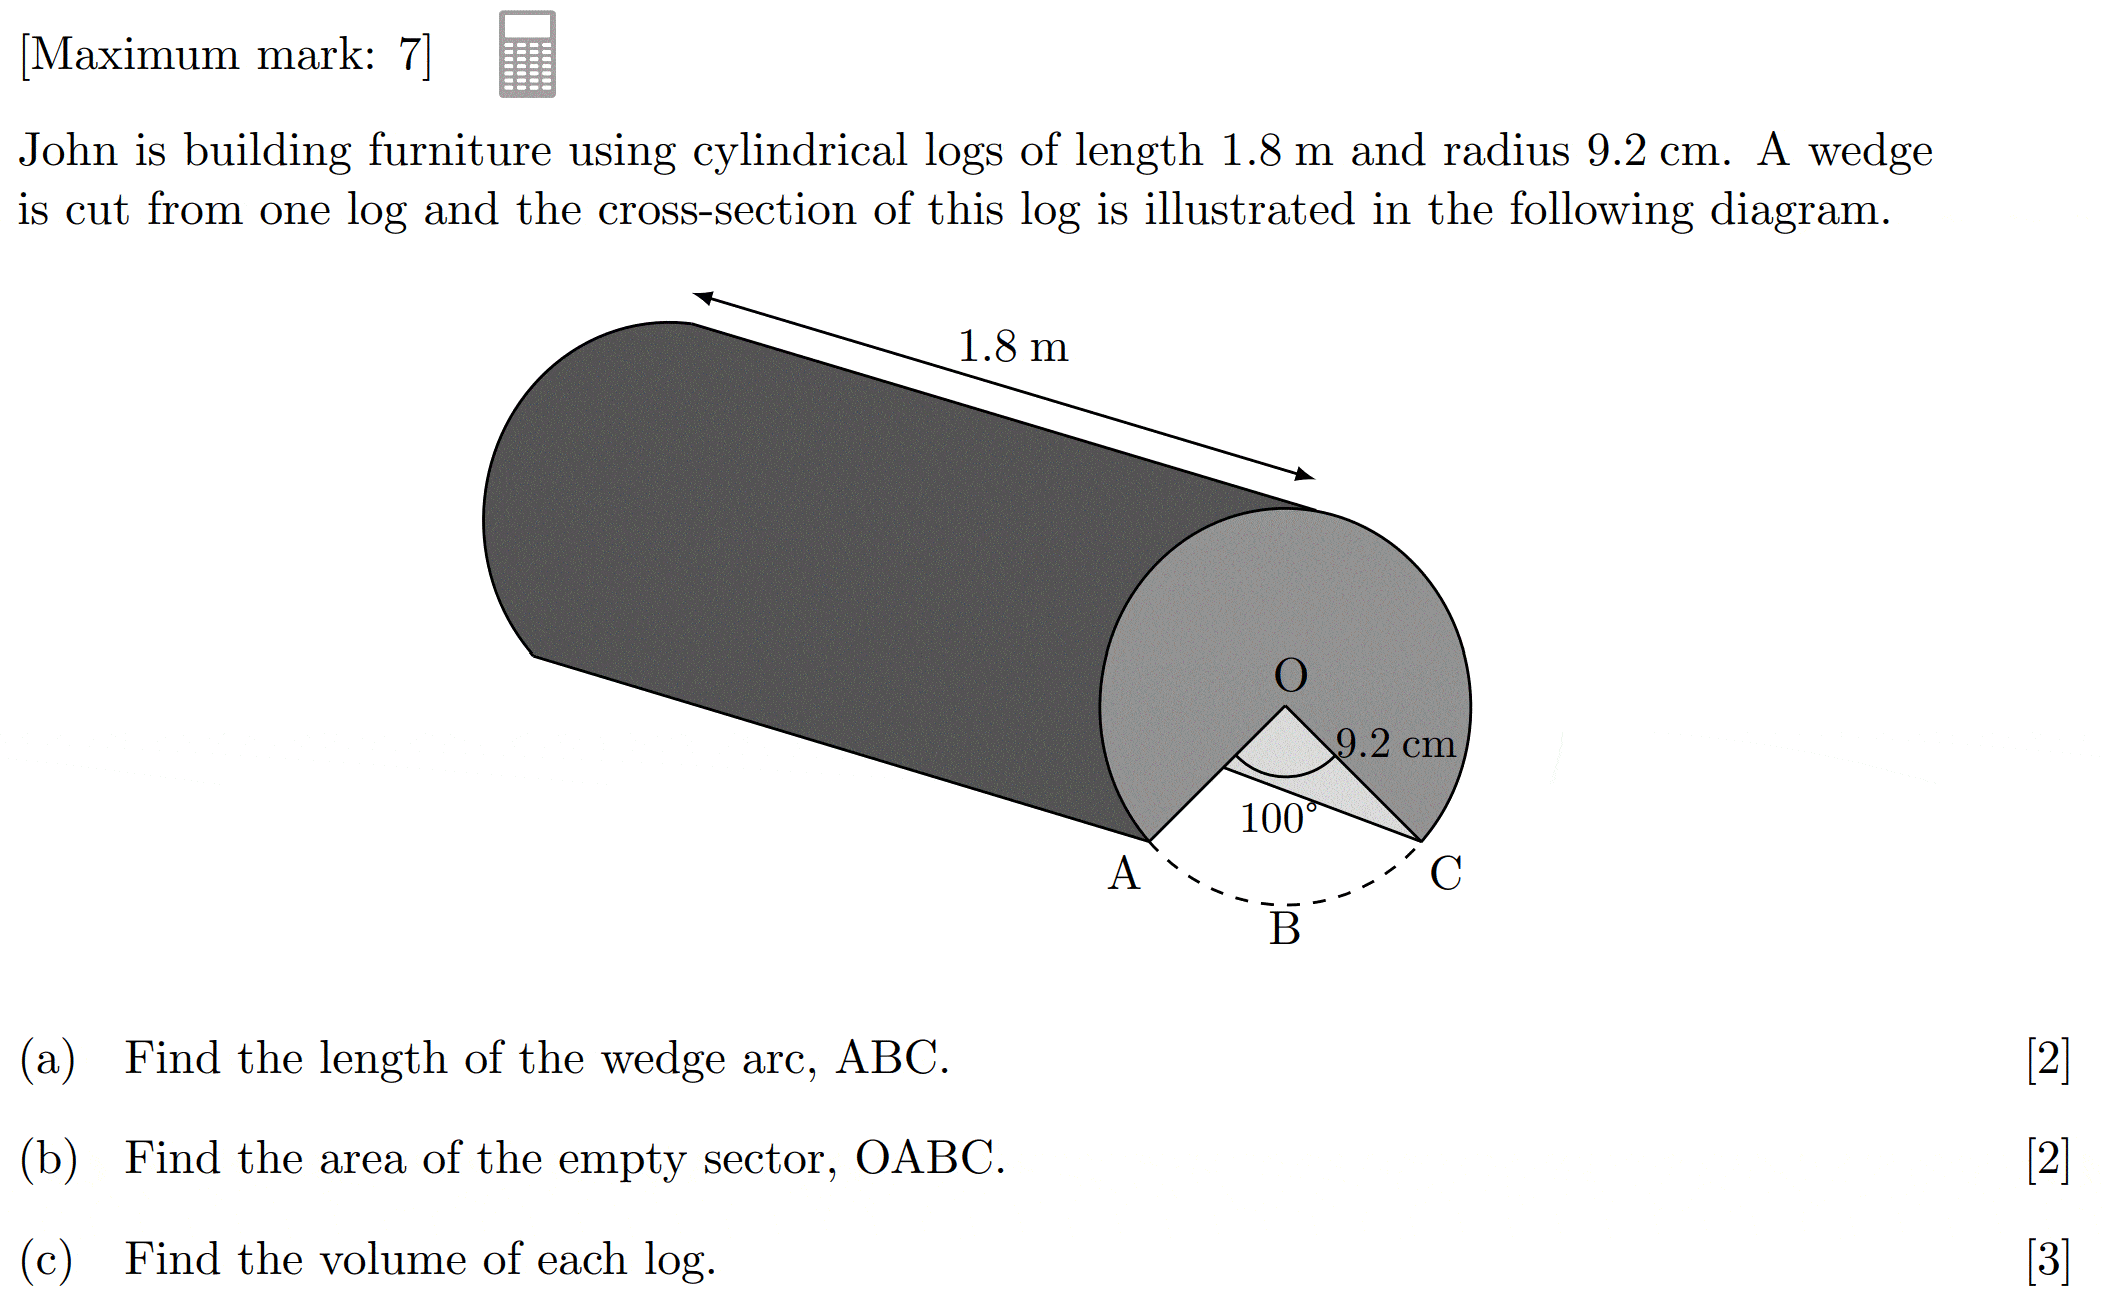 [Maximum mark: 7]
John is building furniture using cylindrical logs of length 1.8 m and radius 9.2 cm. A wedge
is cut from one log and the cross-section of this log is illustrated in the following diagram.
1.8 m
O
9.2 cm
100°
A
C
B
(a) Find the length of the wedge arc, ABC. [2]
(b) Find the area of the empty sector, OABC. [2]
(c) Find the volume of each log. [3]